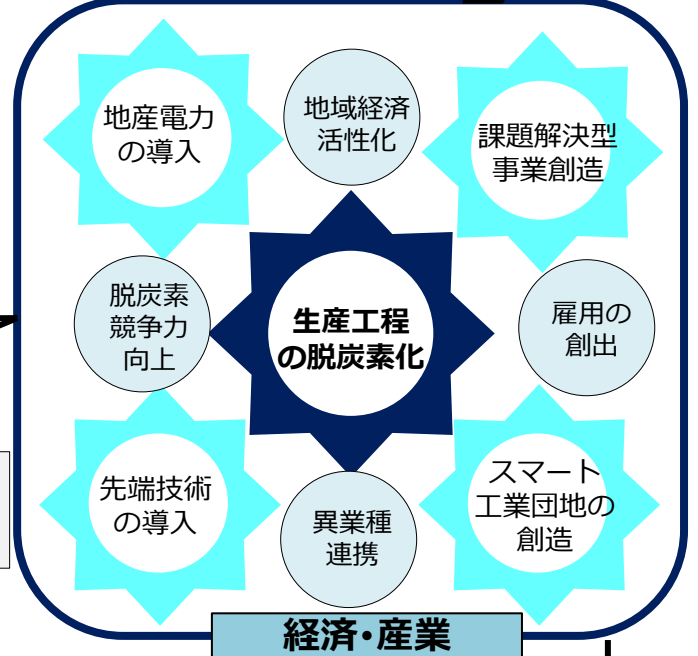 地産電力
の導入
地域経済
活性化
課題解決型
事業創造
脱炭素
競争力
向上
生産工程
の脱炭素化
雇用の
創出
先端技術
の導入
異業種
連携
スマート
工業団地の
創造
経済･産業